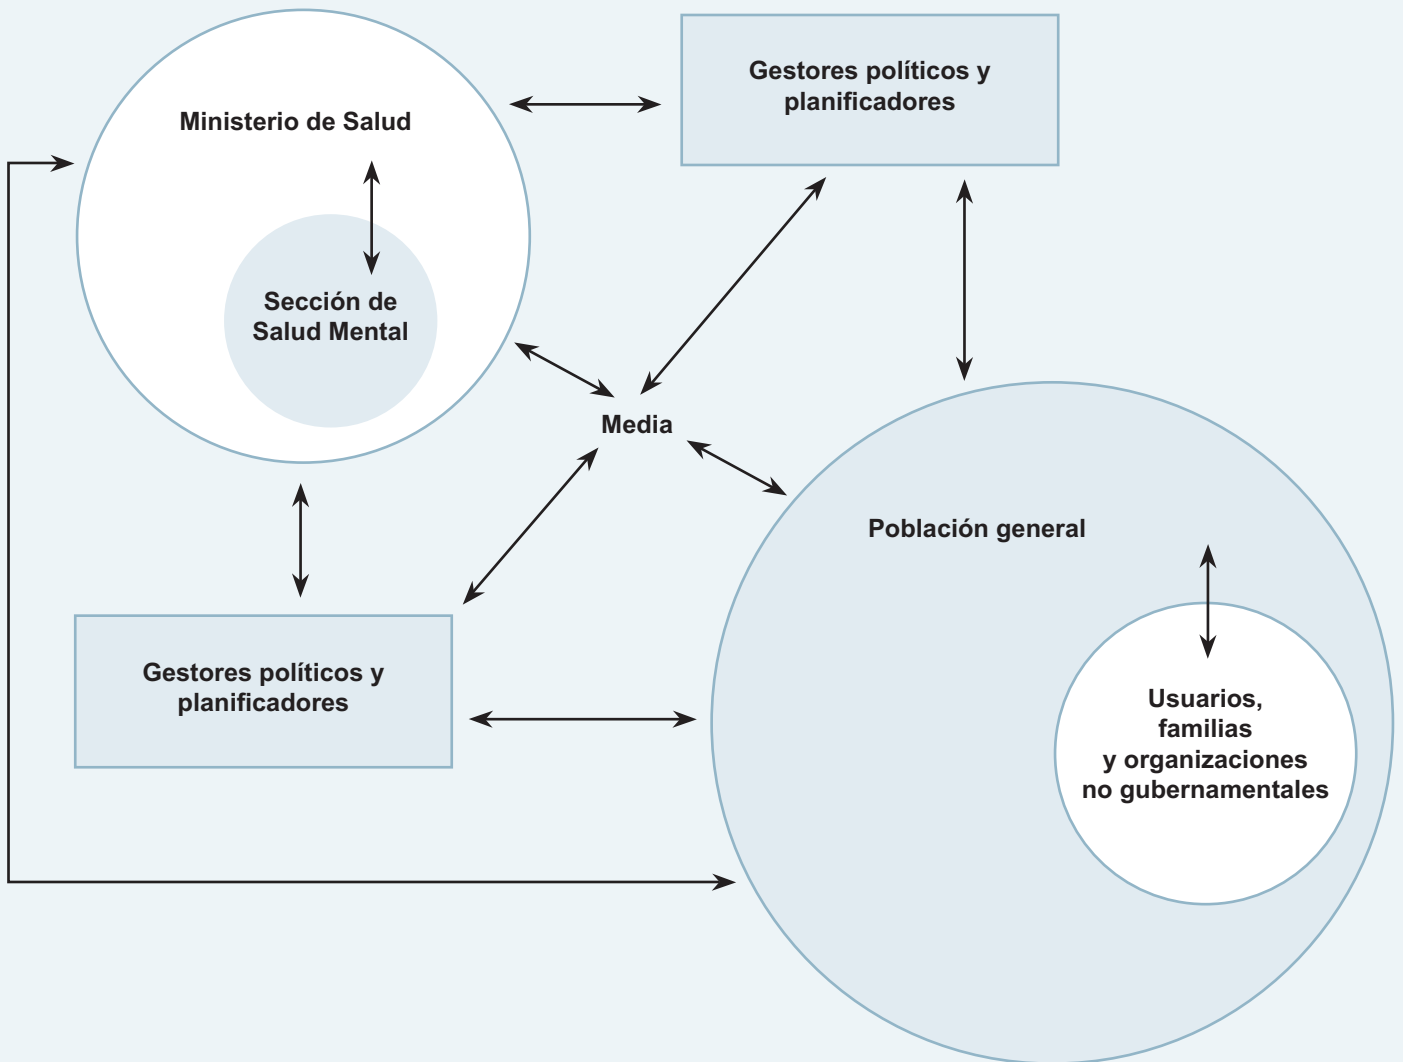 Gestores políticos y
planificadores
Ministerio de Salud
Sección de
Salud Mental
Media
Población general
Gestores políticos y
planificadores
Usuarios,
familias
y organizaciones
no gubernamentales